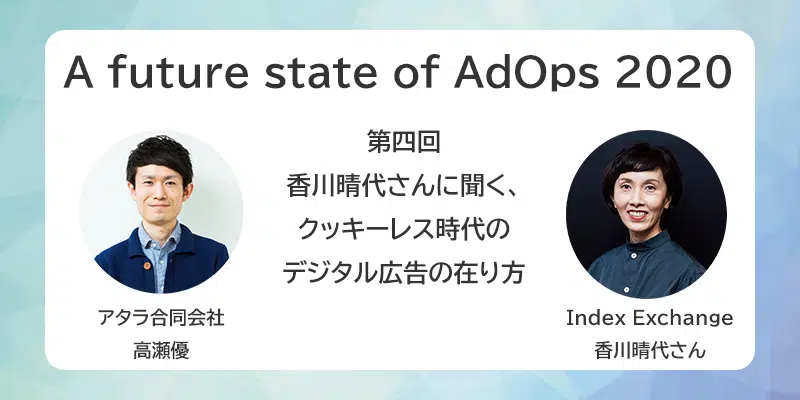 A future state of AdOps 2020
第四回
香川晴代さんに聞く、
クッキーレス時代の
デジタル広告の在り方
アタラ合同会社
高瀬優
Index Exchange
香川晴代さん